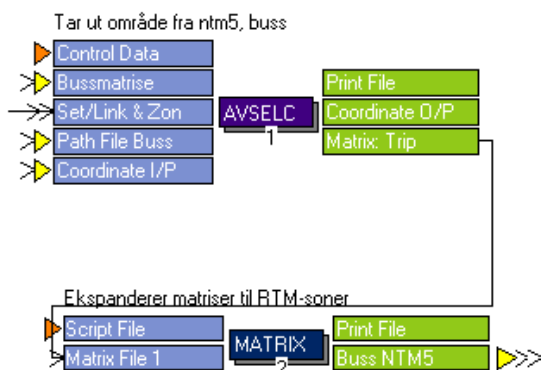 Tar ut område fra ntm5, buss
Control Data
Bussmatrise
Print File
Set/Link & Zon
AVSELC
Coordinate O/P
1
Path File Buss
Matrix: Trip
Coordinate I/P
Ekspanderer matriser til RTM-soner
Script File
Print File
MATRIX
Matrix File 1
2
Buss NTM5